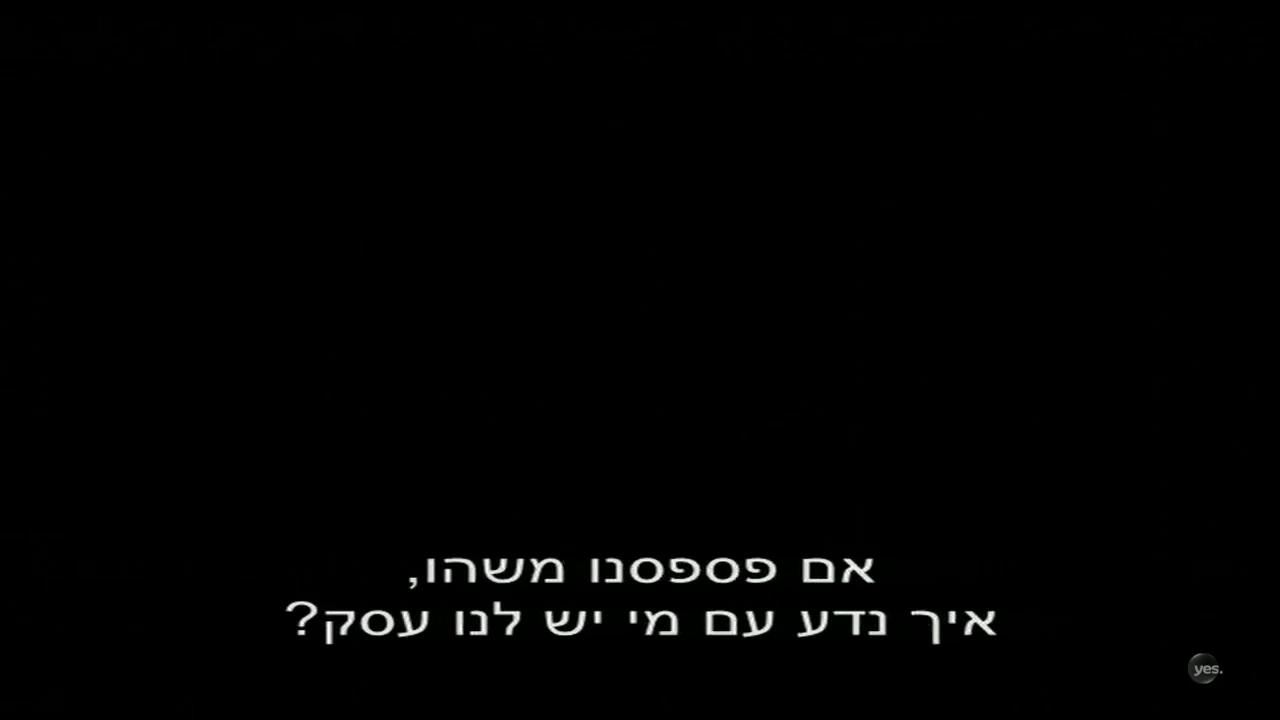 אם פספסנו משהו,
איך נדע עם מי יש לנו עסק?
yes.